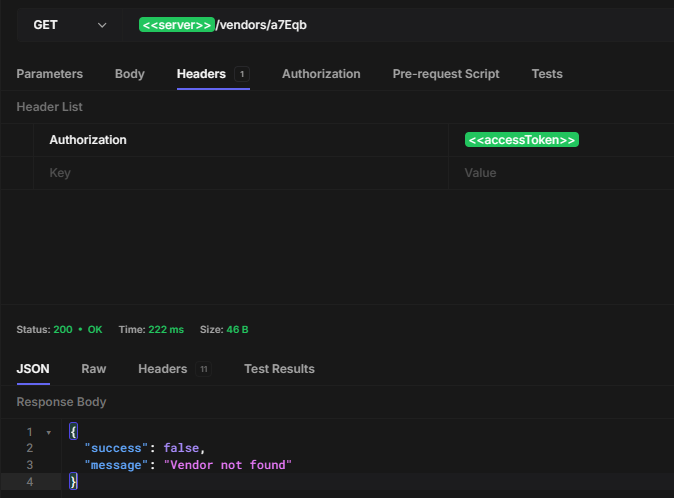 GET <<server>>/vendors/a7Eqb
Parameters Body Headers 1 Authorization Pre-request Script Tests
Header List
Authorization <<accessToken>>
Key Value
Status: 200 • OK Time: 222 ms Size: 46 B
JSON Raw Headers 11 Test Results
Response Body
1 {
2 "success": false,
3 "message": "Vendor not found"
4 }